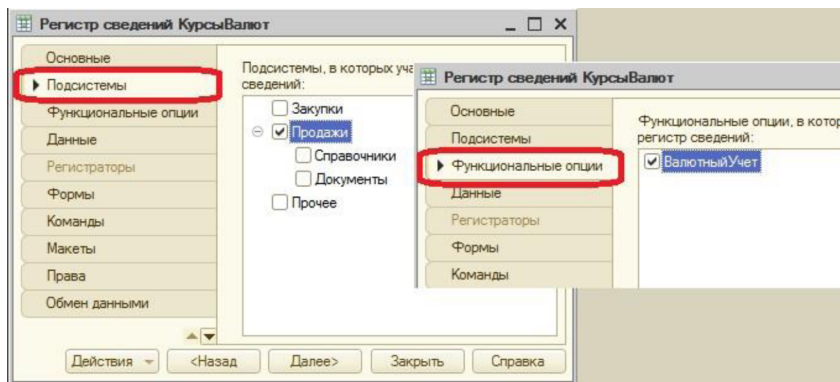 Регистр сведений КурсыВалют
Основные
Подсистемы
Функциональные опции
Данные
Регистраторы
Формы
Команды
Макеты
Права
Обмен данными
Подсистемы, в которых
сведений:
Закупки
Продажи
Справочники
Документы
Прочее
Действия
<Назад
Далее>
Закрыть
Справка
Регистр сведений КурсыВалют
Основные
Подсистемы
Функциональные опции
Данные
Регистраторы
Формы
Команды
Функциональные опции, в
регистр сведений:
ВалютныйУчет